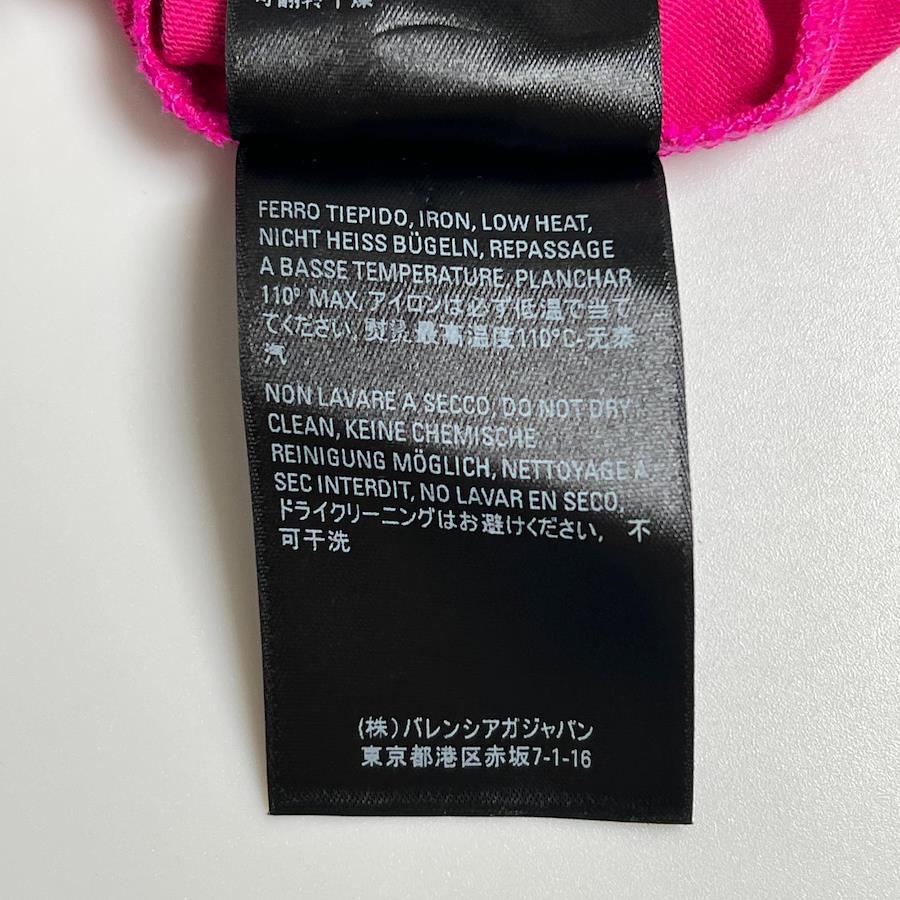 可翻转干燥
FERRO TIEPIDO, IRON, LOW HEAT,
NICHT HEISS BÜGELN, REPASSAGE
A BASSE TEMPERATURE, PLANCHAR
110° MAX, アイロンは必ず低温で当て
てください, 熨烫最高温度110°C-无蒸
汽
NON LAVARE A SECCO, DO NOT DRY
CLEAN, KEINE CHEMISCHE
REINIGUNG MÖGLICH, NETTOYAGE A
SEC INTERDIT, NO LAVAR EN SECO,
ドライクリーニングはお避けください, 不
可干洗
(株)バレンシアガジャパン
東京都港区赤坂7-1-16